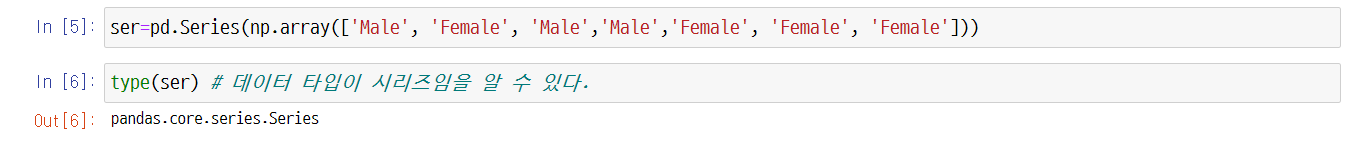 In [5]: ser=pd.Series(np.array(['Male', 'Female', 'Male','Male','Female', 'Female', 'Female']))
In [6]: type(ser) # 데이터 타입이 시리즈임을 알 수 있다.
Out[6]: pandas.core.series.Series